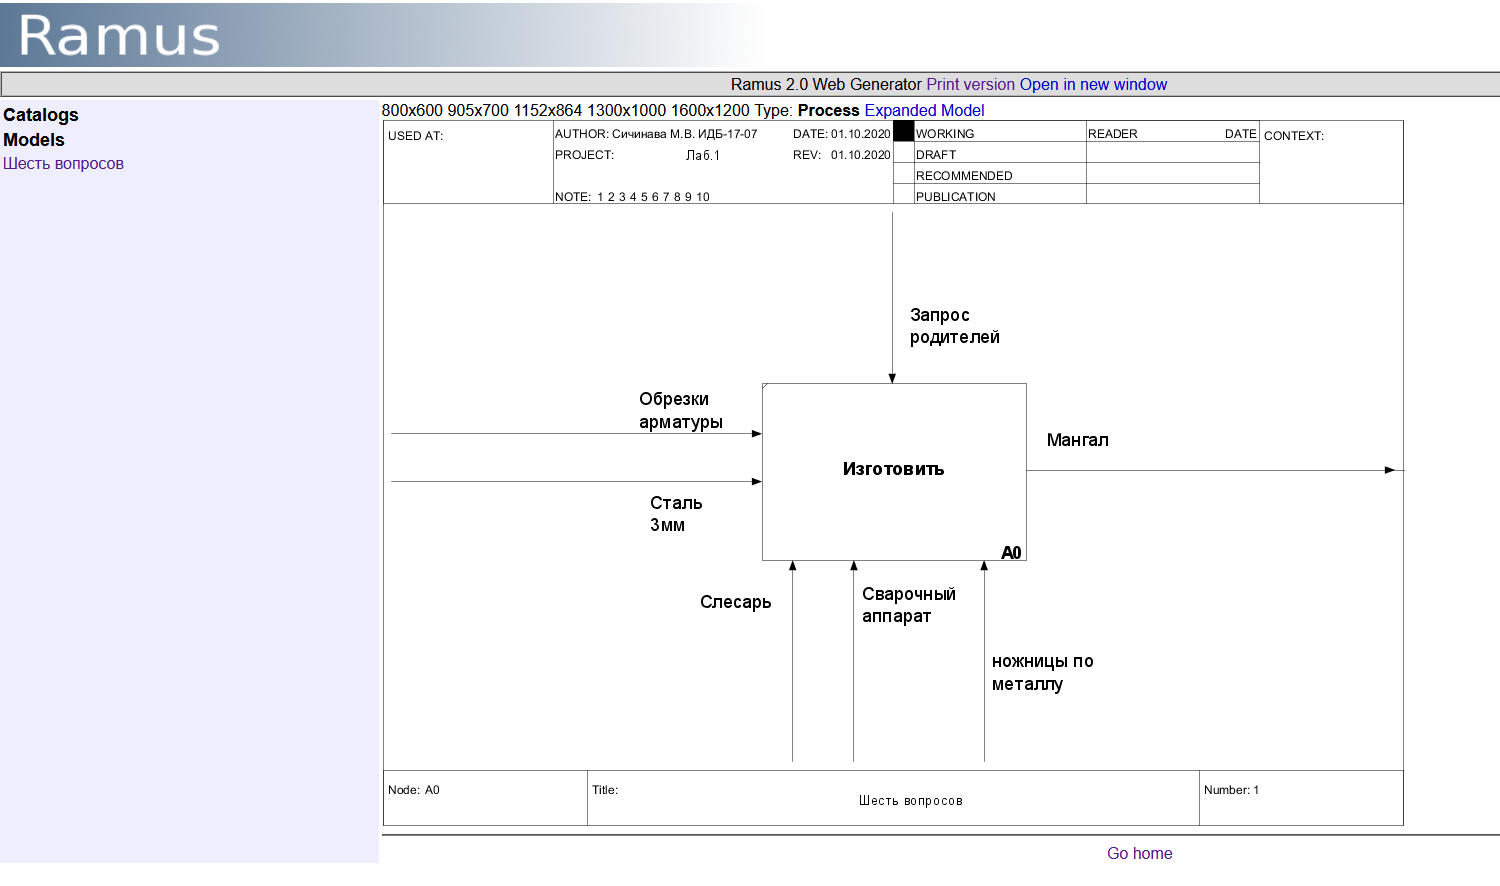 Ramus
Ramus 2.0 Web Generator Print version Open in new window
Catalogs
Models
Шесть вопросов
800x600 905x700 1152x864 1300x1000 1600x1200 Type: Process Expanded Model
USED AT:
AUTHOR: Сичинава М.В. ИДБ-17-07
DATE: 01.10.2020
WORKING
READER
DATE
CONTEXT:
PROJECT:
Лаб.1
REV: 01.10.2020
DRAFT
RECOMMENDED
NOTE: 1 2 3 4 5 6 7 8 9 10
PUBLICATION
Запрос
родителей
Обрезки
арматуры
Мангал
Изготовить
Сталь
3мм
A0
Слесарь
Сварочный
аппарат
ножницы по
металлу
Node: A0
Title:
Шесть вопросов
Number: 1
Go home